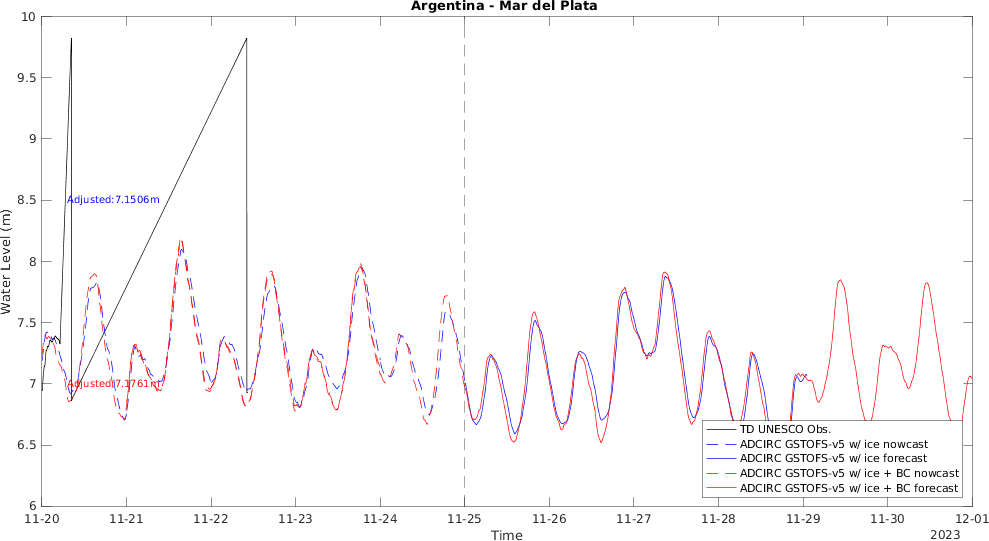 Argentina - Mar del Plata
10
9.5
9
8.5
8
7.5
7
6.5
6
Water Level (m)
Adjusted:7.1506m
Adjusted:7.1761m
TD UNESCO Obs.
ADCIRC GSTOFS-v5 w/ ice nowcast
ADCIRC GSTOFS-v5 w/ ice forecast
ADCIRC GSTOFS-v5 w/ ice + BC nowcast
ADCIRC GSTOFS-v5 w/ ice + BC forecast
11-20 11-21 11-22 11-23 11-24 11-25 11-26 11-27 11-28 11-29 11-30 12-01
Time
2023